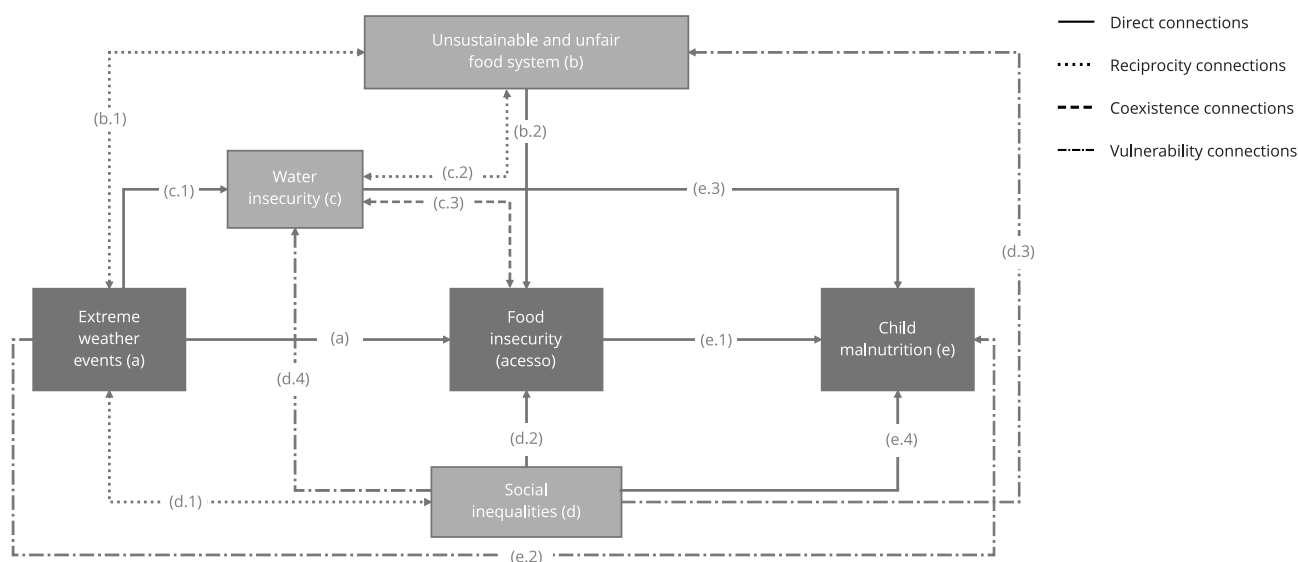 Unsustainable and unfair
food system (b)
Direct connections
Reciprocity connections
Coexistence connections
Vulnerability connections
(b.1)
(b.2)
Water
insecurity (c)
(c.1)
(c.2)
(c.3)
(e.3)
(d.3)
Extreme
weather
events (a)
(a)
Food
insecurity
(acesso)
(e.1)
Child
malnutrition (e)
(d.4)
(d.2)
(e.4)
(d.1)
Social
inequalities (d)
(e.2)